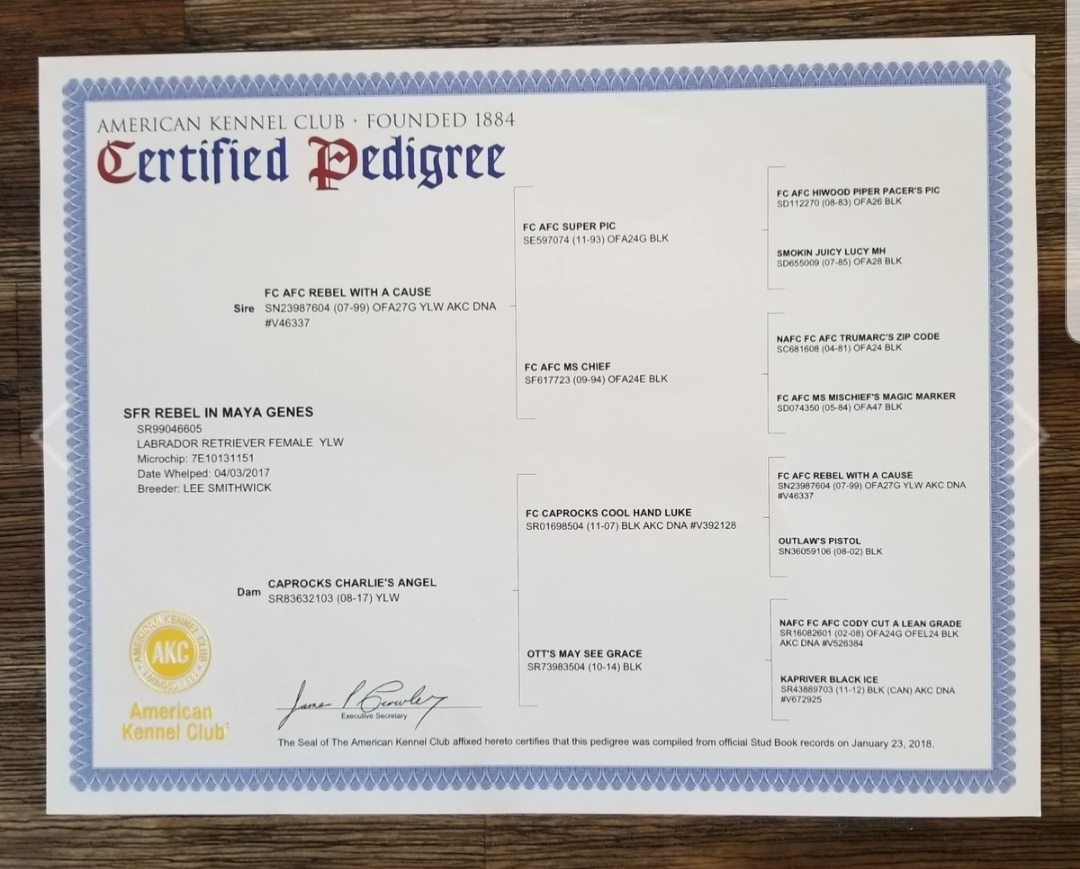 AMERICAN KENNEL CLUB · FOUNDED 1884
Certified Pedigree
FC AFC REBEL WITH A CAUSE
Sire SN23987604 (07-99) OFA27G YLW AKC DNA
#V46337
SFR REBEL IN MAYA GENES
SR99046605
LABRADOR RETRIEVER FEMALE YLW
Microchip: 7E10131151
Date Whelped: 04/03/2017
Breeder: LEE SMITHWICK
CAPROCKS CHARLIE'S ANGEL
Dam SR83632103 (08-17) YLW
FC AFC SUPER PIC
SE597074 (11-93) OFA24G BLK
FC AFC MS CHIEF
SF617723 (09-94) OFA24E BLK
FC CAPROCKS COOL HAND LUKE
SR01698504 (11-07) BLK AKC DNA #V392128
OTT'S MAY SEE GRACE
SR73983504 (10-14) BLK
FC AFC HIWOOD PIPER PACER'S PIC
SD112270 (08-83) OFA26 BLK
SMOKIN JUICY LUCY MH
SD655009 (07-85) OFA28 BLK
NAFC FC AFC TRUMARC'S ZIP CODE
SC681608 (04-81) OFA24 BLK
FC AFC MS MISCHIEF'S MAGIC MARKER
SD074350 (05-84) OFA47 BLK
FC AFC REBEL WITH A CAUSE
SN23987604 (07-99) OFA27G YLW AKC DNA
#V46337
OUTLAW'S PISTOL
SN36059106 (08-02) BLK
NAFC FC AFC CODY CUT A LEAN GRADE
SR16082601 (02-08) OFA24G OFEL24 BLK
AKC DNA #V526384
KAPRIVER BLACK ICE
SR43889703 (11-12) BLK (CAN) AKC DNA
#V672925
AMERICAN KENNEL CLUB
AKC
American
Kennel Club
James P Crowley
Executive Secretary
The Seal of The American Kennel Club affixed hereto certifies that this pedigree was compiled from official Stud Book records on January 23, 2018.